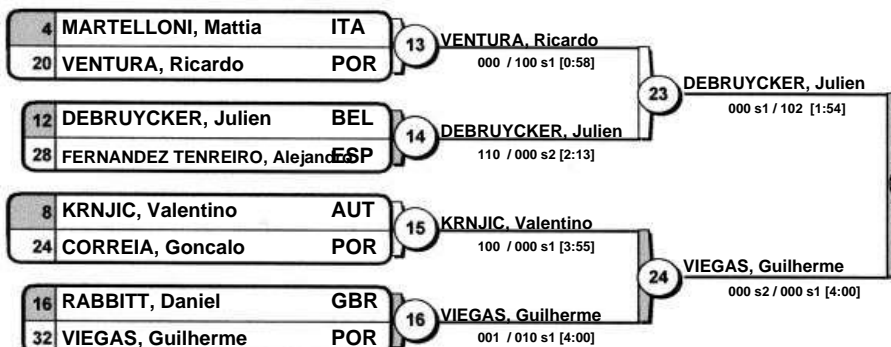 4 MARTELLONI, Mattia ITA
20 VENTURA, Ricardo POR
13 VENTURA, Ricardo
000 / 100 s1 [0:58]
12 DEBRUYCKER, Julien BEL
28 FERNANDEZ TENREIRO, Alejandro ESP
14 DEBRUYCKER, Julien
110 / 000 s2 [2:13]
23 DEBRUYCKER, Julien
000 s1 / 102 [1:54]
8 KRNJIC, Valentino AUT
24 CORREIA, Goncalo POR
15 KRNJIC, Valentino
100 / 000 s1 [3:55]
16 RABBITT, Daniel GBR
32 VIEGAS, Guilherme POR
16 VIEGAS, Guilherme
001 / 010 s1 [4:00]
24 VIEGAS, Guilherme
000 s2 / 000 s1 [4:00]